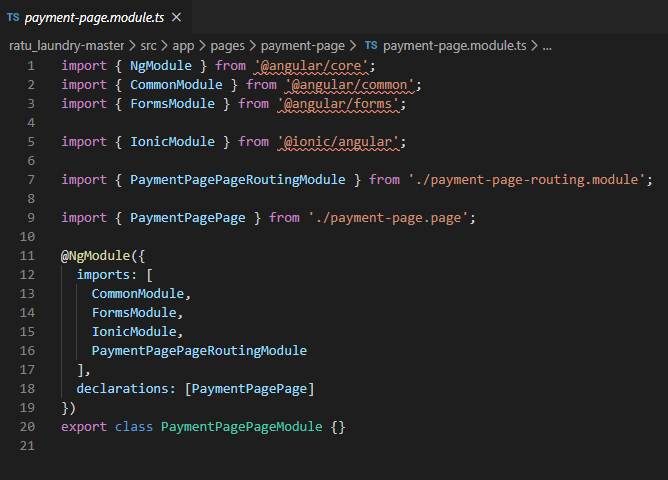 TS payment-page.module.ts ×
ratu_laundry-master > src > app > pages > payment-page > TS payment-page.module.ts > ...
1 import { NgModule } from '@angular/core';
2 import { CommonModule } from '@angular/common';
3 import { FormsModule } from '@angular/forms';
4
5 import { IonicModule } from '@ionic/angular';
6
7 import { PaymentPagePageRoutingModule } from './payment-page-routing.module';
8
9 import { PaymentPagePage } from './payment-page.page';
10
11 @NgModule({
12   imports: [
13     CommonModule,
14     FormsModule,
15     IonicModule,
16     PaymentPagePageRoutingModule
17   ],
18   declarations: [PaymentPagePage]
19 })
20 export class PaymentPagePageModule {}
21